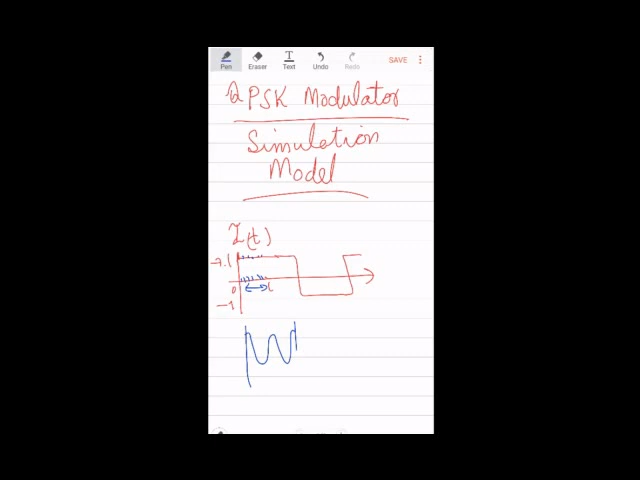 Pen Eraser Text Undo Redo SAVE
QPSK Modulator
Simulation
Model
I(t)
+1
0 L
-1